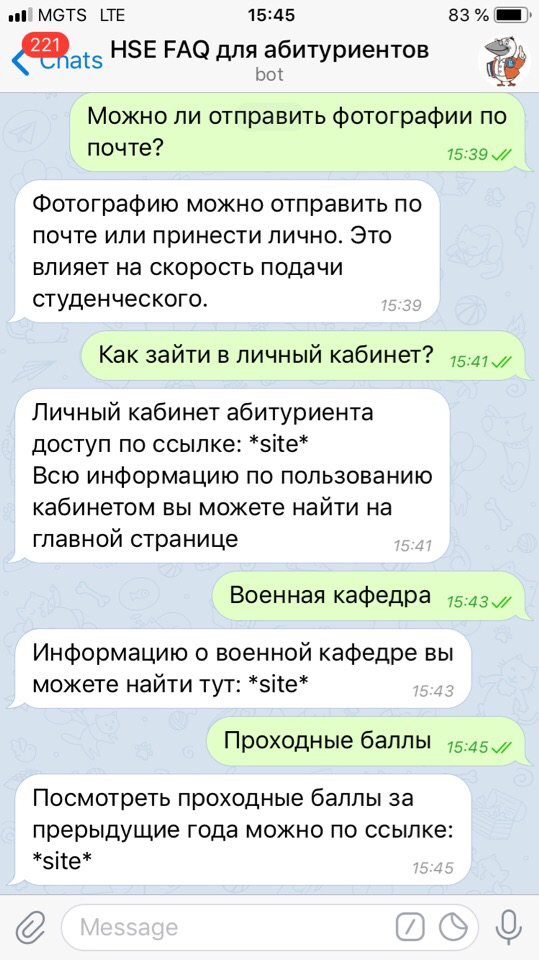 MGTS LTE 15:45 83 %
221
Chats HSE FAQ для абитуриентов
bot
Можно ли отправить фотографии по
почте? 15:39
Фотографию можно отправить по
почте или принести лично. Это
влияет на скорость подачи
студенческого. 15:39
Как зайти в личный кабинет? 15:41
Личный кабинет абитуриента
доступ по ссылке: *site*
Всю информацию по пользованию
кабинетом вы можете найти на
главной странице 15:41
Военная кафедра 15:43
Информацию о военной кафедре вы
можете найти тут: *site* 15:43
Проходные баллы 15:45
Посмотреть проходные баллы за
прерыдущие года можно по ссылке:
*site* 15:45
Message